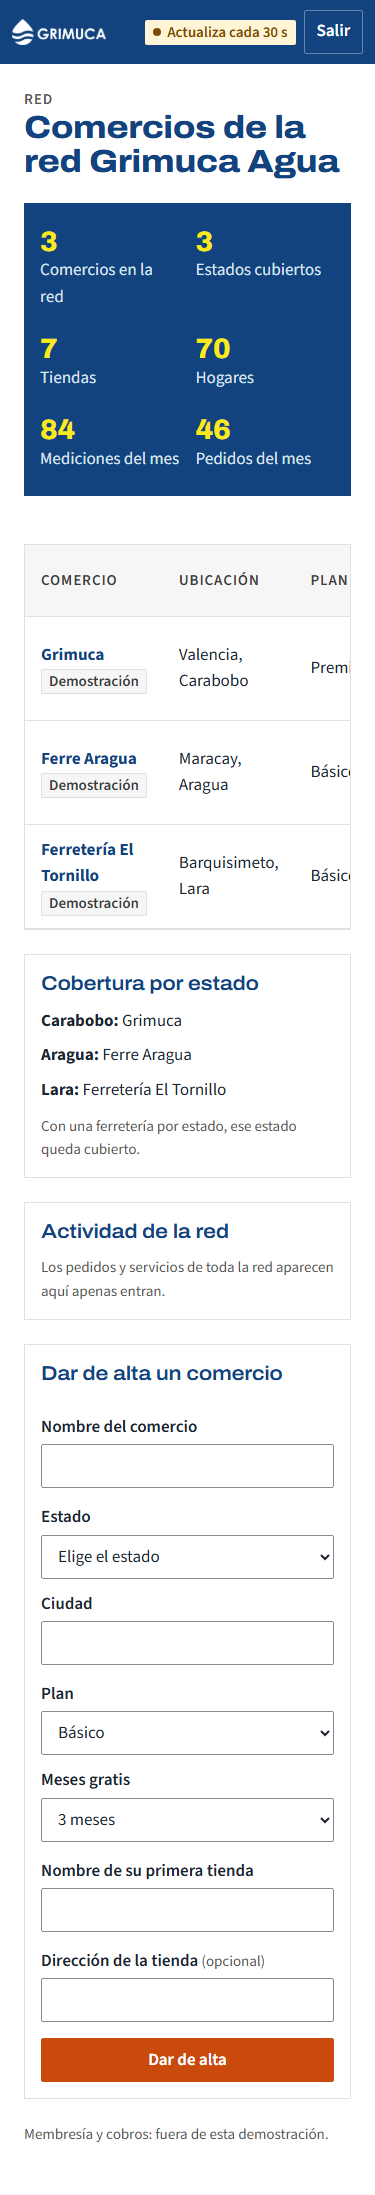 GRIMUCA
Actualiza cada 30 s
Salir
RED
Comercios de la
red Grimuca Agua
3
3
Comercios en la
red
Estados cubiertos
7
70
Tiendas
Hogares
84
46
Mediciones del mes
Pedidos del mes
COMERCIO
UBICACIÓN
PLAN
Grimuca
Demostración
Valencia,
Carabobo
Premi
Ferre Aragua
Demostración
Maracay,
Aragua
Básic
Ferretería El
Tornillo
Demostración
Barquisimeto,
Lara
Básic
Cobertura por estado
Carabobo: Grimuca
Aragua: Ferre Aragua
Lara: Ferretería El Tornillo
Con una ferretería por estado, ese estado
queda cubierto.
Actividad de la red
Los pedidos y servicios de toda la red aparecen
aquí apenas entran.
Dar de alta un comercio
Nombre del comercio
Estado
Elige el estado
Ciudad
Plan
Básico
Meses gratis
3 meses
Nombre de su primera tienda
Dirección de la tienda (opcional)
Dar de alta
Membresía y cobros: fuera de esta demostración.